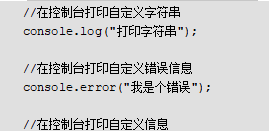 //在控制台打印自定义字符串
console.log("打印字符串");
//在控制台打印自定义错误信息
console.error("我是个错误");
//在控制台打印自定义信息